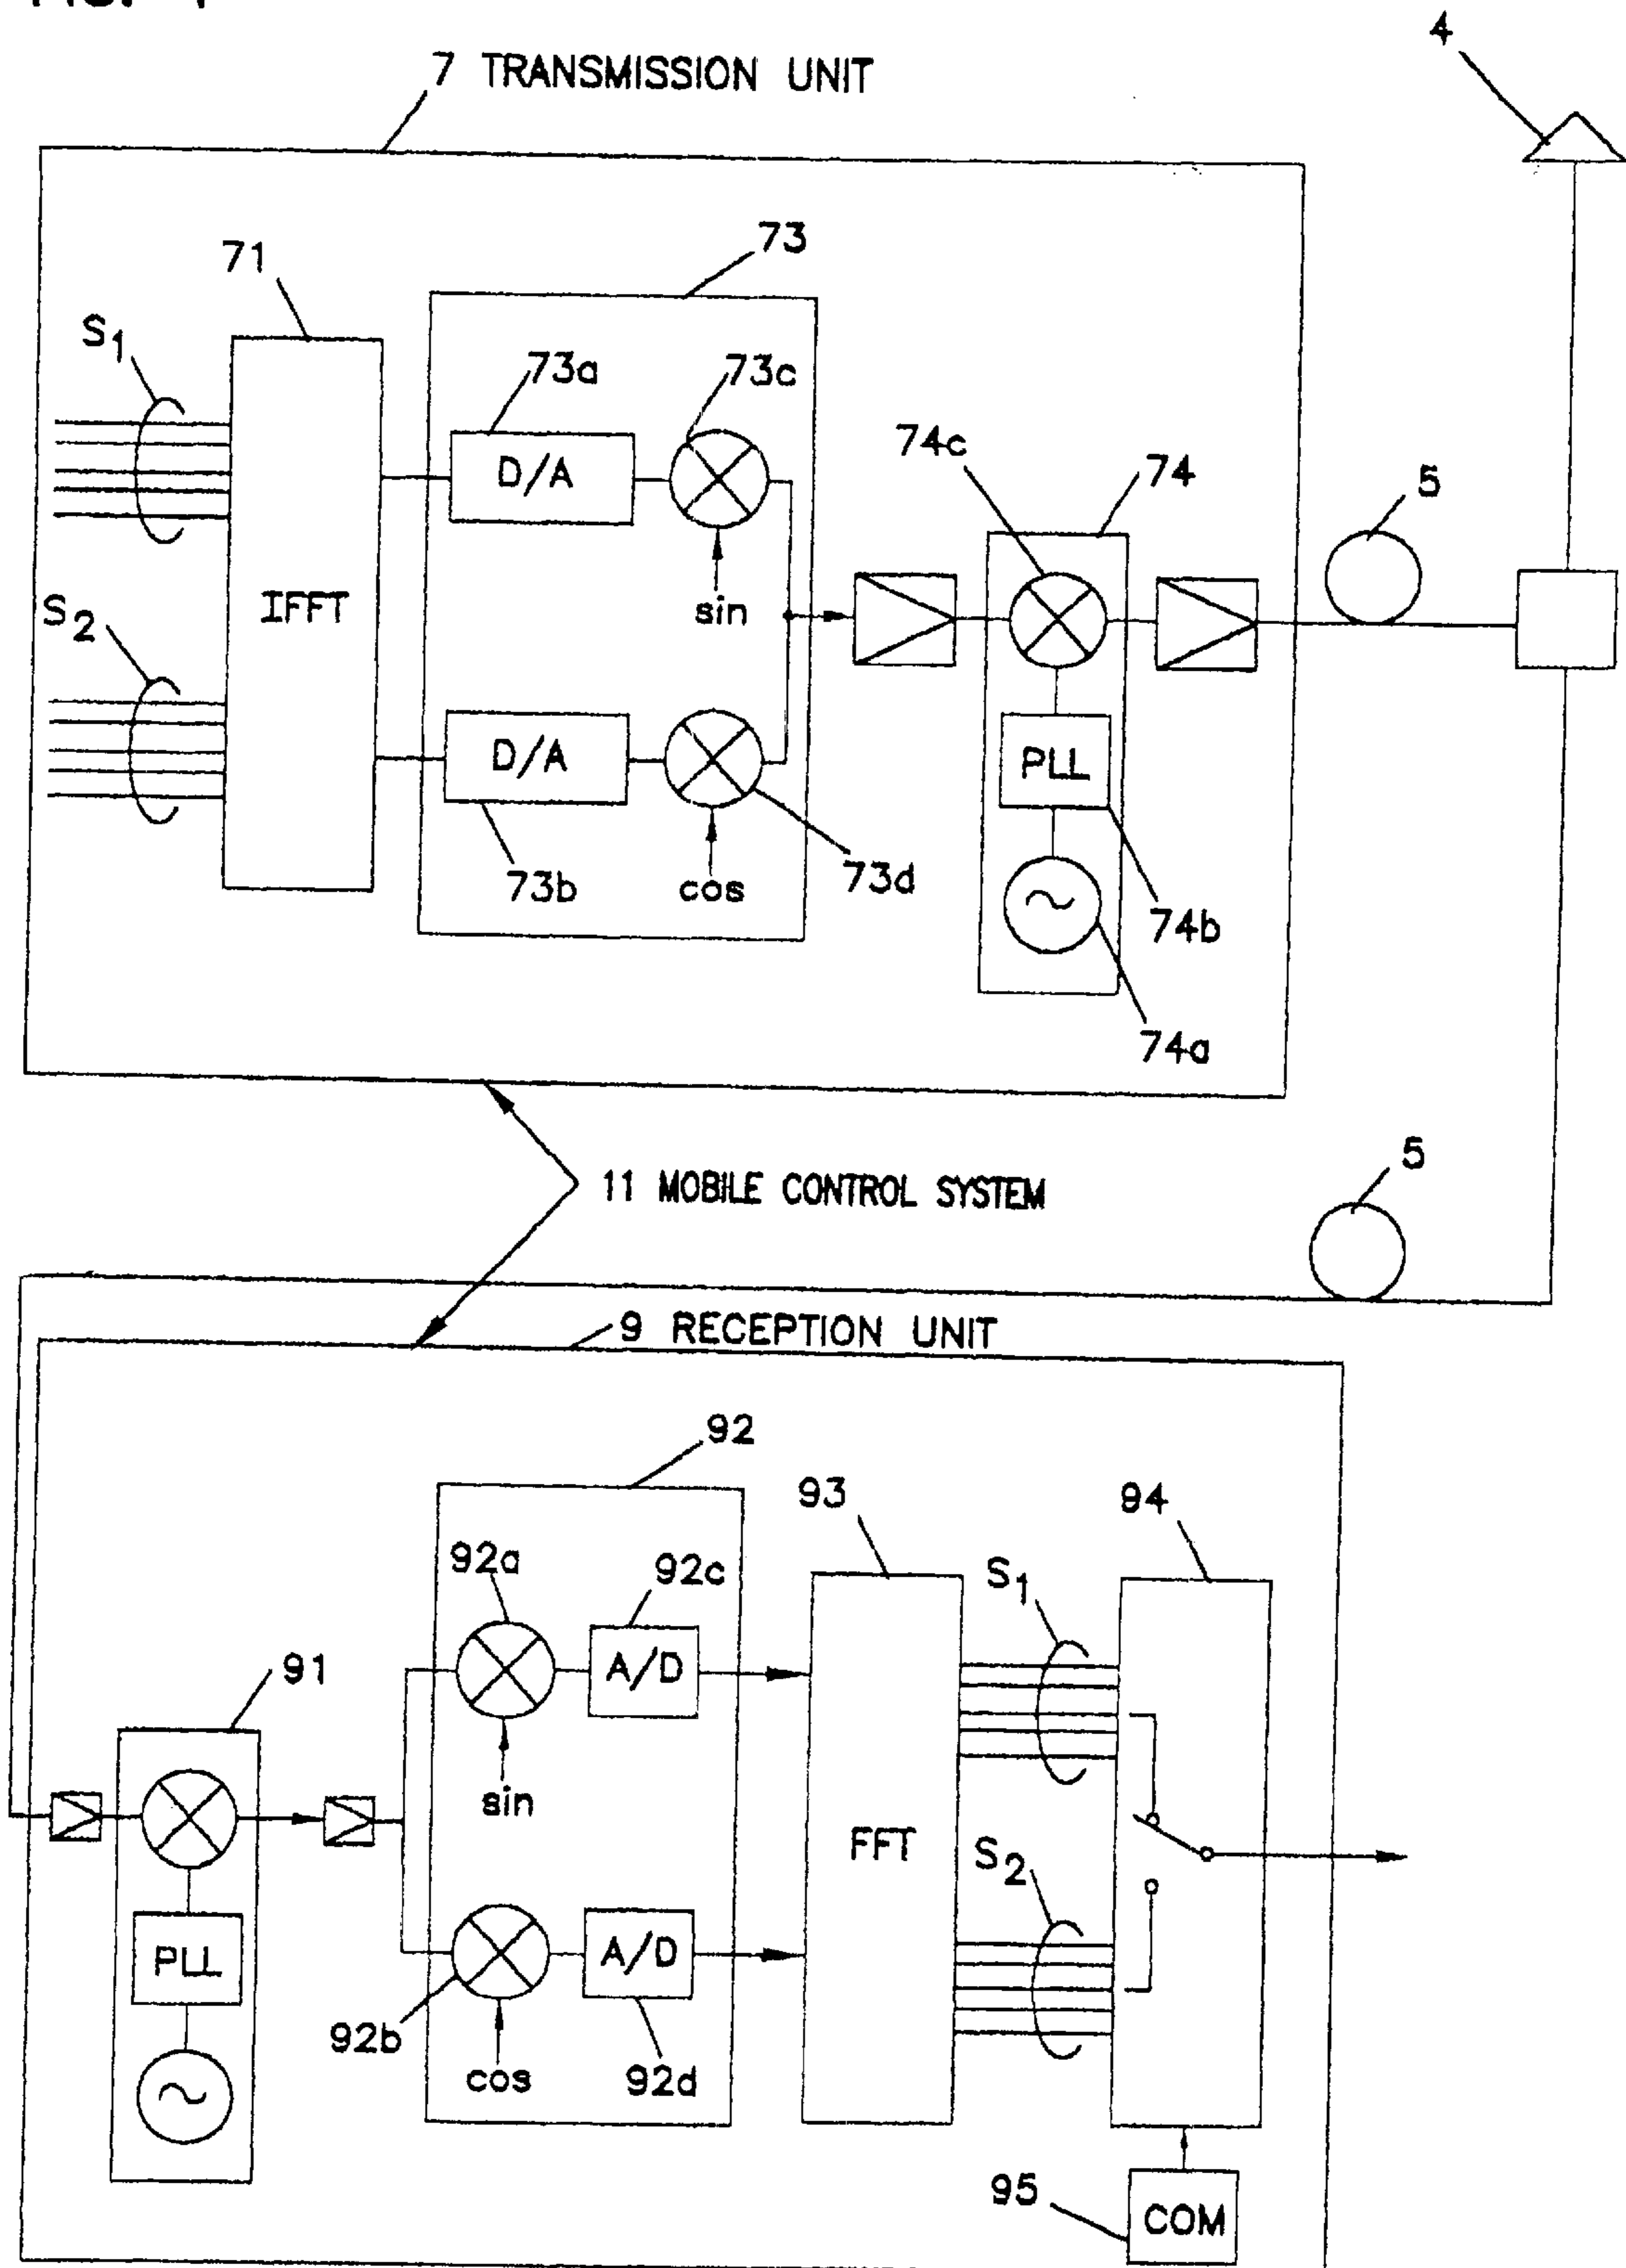 4
7 TRANSMISSION UNIT
71
73
S1
73a
73c
D/A
sin
74c
74
5
S2
IFFT
D/A
PLL
73b
cos
73d
74b
74a
11 MOBILE CONTROL SYSTEM
5
9 RECEPTION UNIT
92
93
94
92a
92c
S1
A/D
91
sin
FFT
S2
PLL
A/D
92b
cos
92d
95
COM